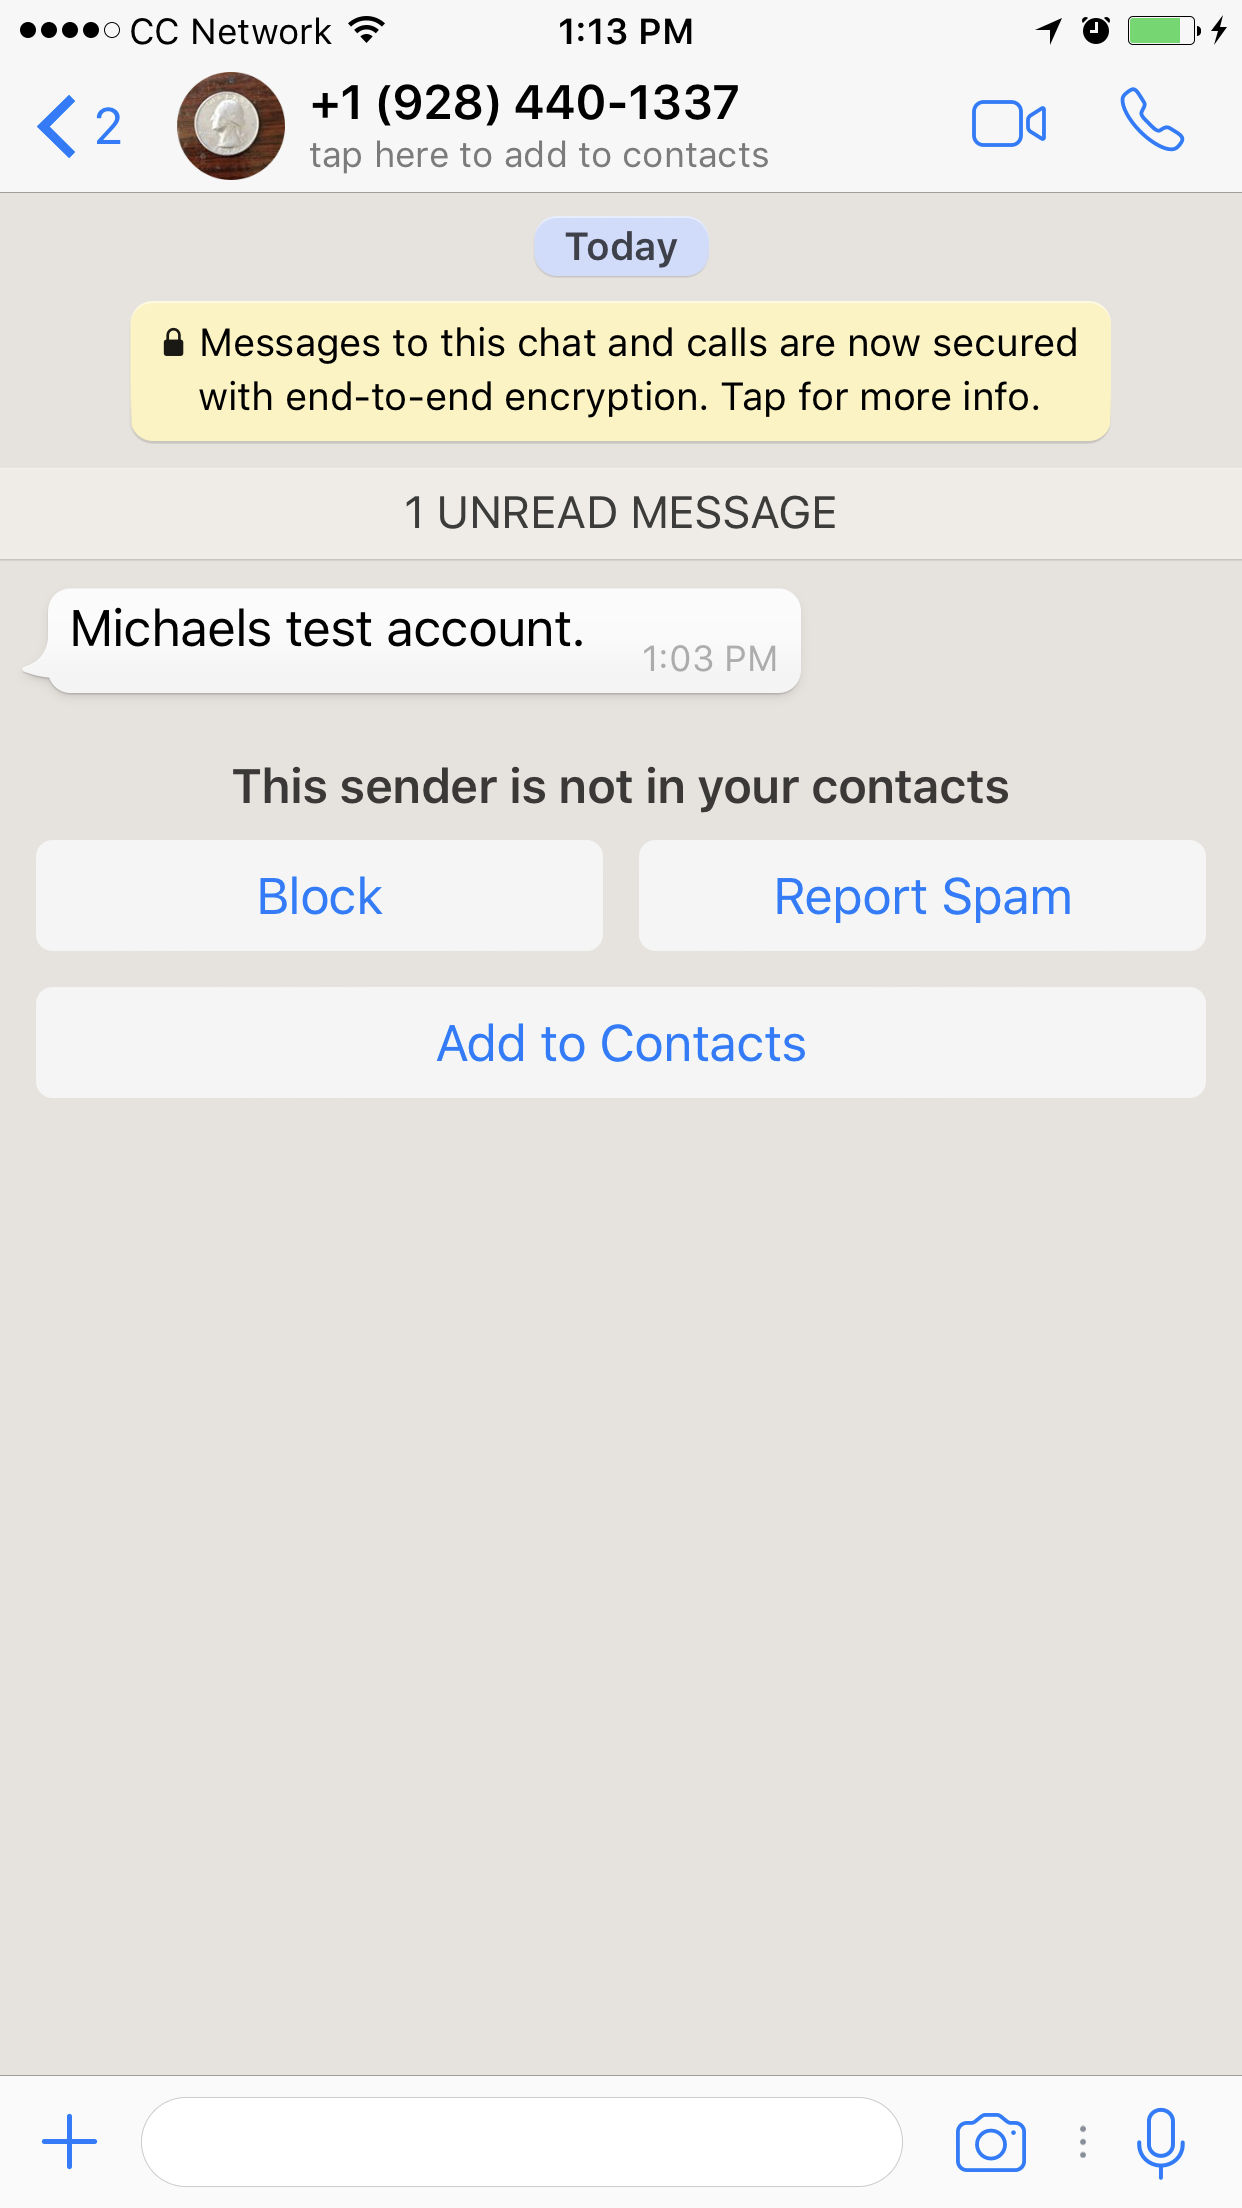 CC Network 1:13 PM
2
+1 (928) 440-1337
tap here to add to contacts
Today
Messages to this chat and calls are now secured
with end-to-end encryption. Tap for more info.
1 UNREAD MESSAGE
Michaels test account.
1:03 PM
This sender is not in your contacts
Block
Report Spam
Add to Contacts